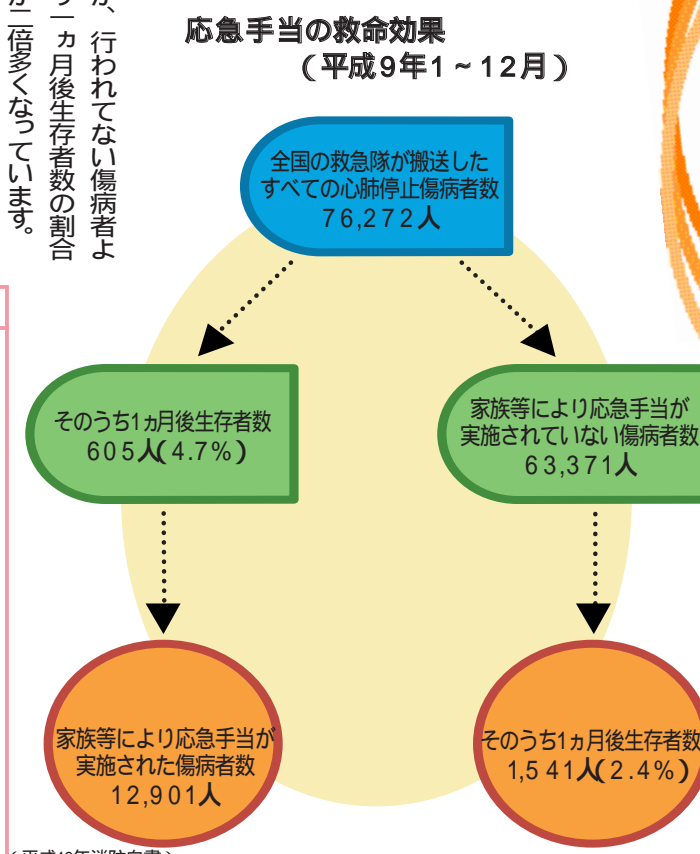 応急手当の救命効果
(平成9年1~12月)
が、行われてない傷病者よ
り一ヵ月後生存者数の割合
が二倍多くなっています。
全国の救急隊が搬送した
すべての心肺停止傷病者数
76,272人
そのうち1ヵ月後生存者数
605人(4.7%)
家族等により応急手当が
実施されていない傷病者数
63,371人
家族等により応急手当が
実施された傷病者数
12,901人
そのうち1ヵ月後生存者数
1,541人(2.4%)